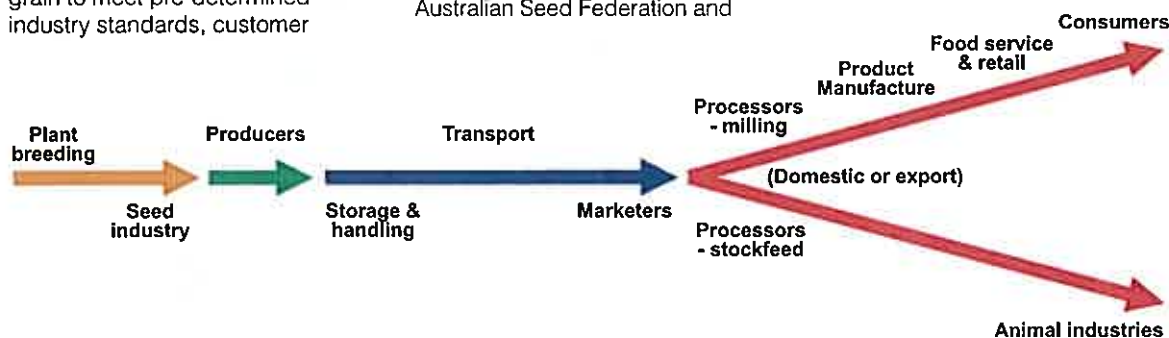 grain to meet pre-determined
industry standards, customer
Australian Seed Federation and
Consumers
Food service
& retail
Product
Manufacture
Processors
- milling
Plant
breeding
Producers
Transport
(Domestic or export)
Seed
industry
Storage &
handling
Marketers
Processors
- stockfeed
Animal industries